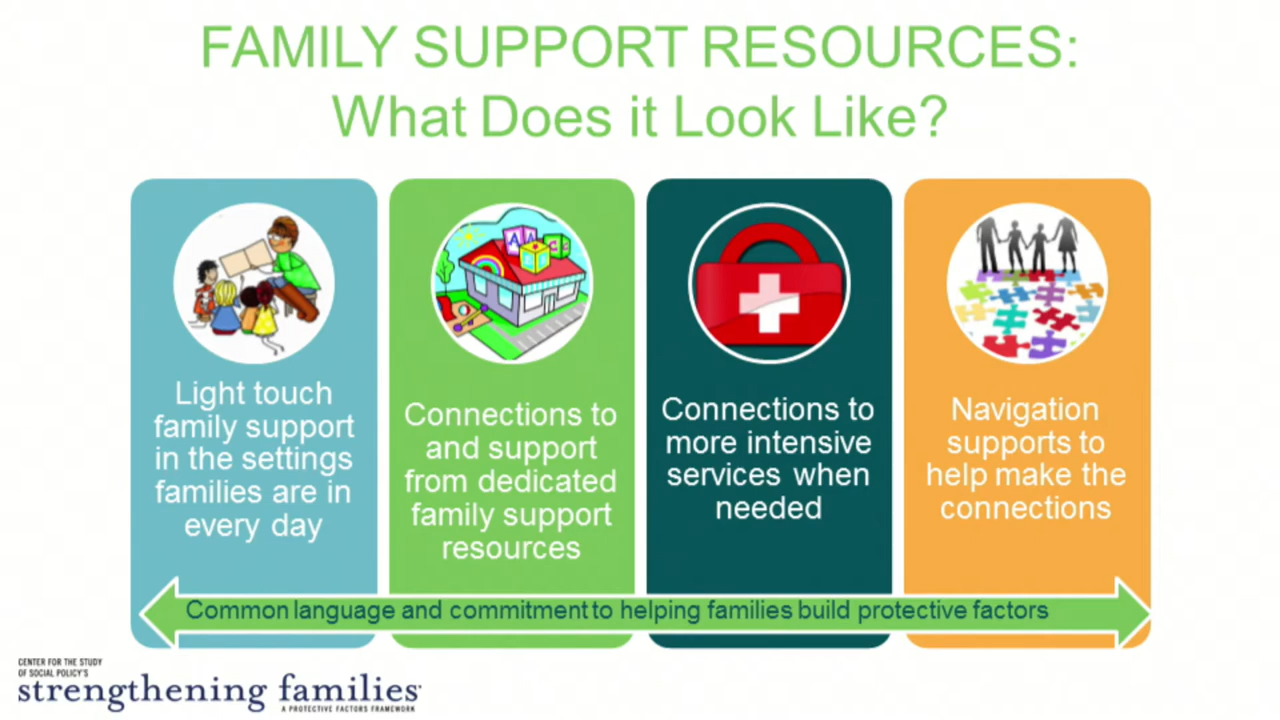 FAMILY SUPPORT RESOURCES:
What Does it Look Like?
Light touch
family support
in the settings
families are in
every day
Connections to
and support
from dedicated
family support
resources
Connections to
more intensive
services when
needed
Navigation
supports to
help make the
connections
Common language and commitment to helping families build protective factors
CENTER FOR THE STUDY
OF SOCIAL POLICY'S
strengthening families
A PROTECTIVE FACTORS FRAMEWORK